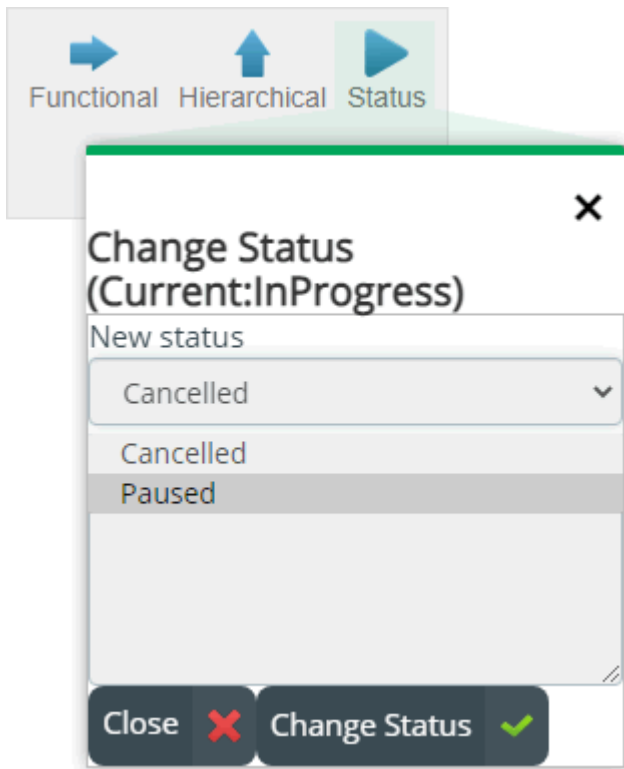 Functional Hierarchical Status
Change Status
(Current:InProgress)
New status
Cancelled
Cancelled
Paused
Close Change Status